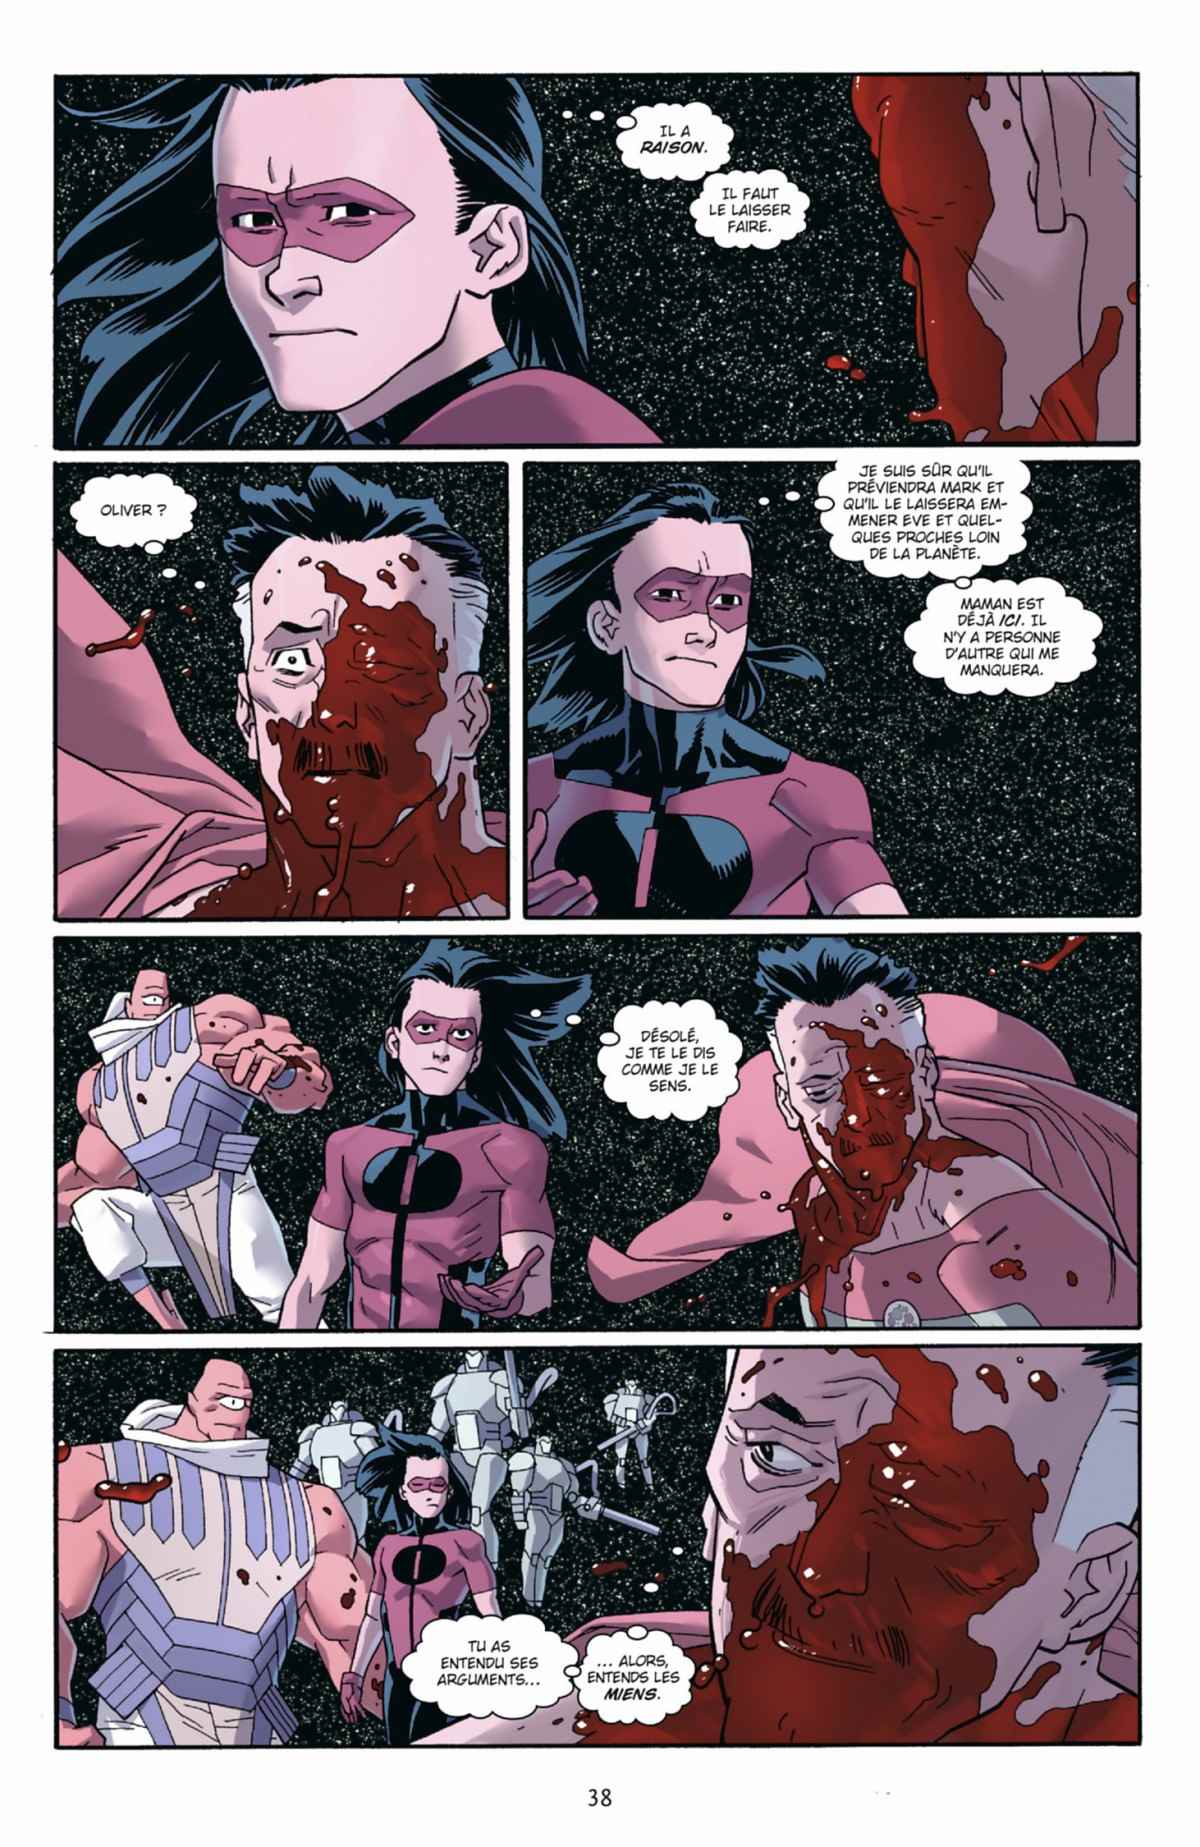 IL A
RAISON.
IL FAUT
LE LAISSER
FAIRE.
OLIVER ?
JE SUIS SÛR QU'IL
PRÉVIENDRA MARK ET
QU'IL LE LAISSERA EM-
MENER EVE ET QUEL-
QUES PROCHES LOIN
DE LA PLANÈTE.
MAMAN EST
DÉJÀ ICI. IL
N'Y A PERSONNE
D'AUTRE QUI ME
MANQUERA.
DÉSOLÉ,
JE TE LE DIS
COMME JE LE
SENS.
TU AS
ENTENDU SES
ARGUMENTS...
... ALORS,
ENTENDS LES
MIENS.
38